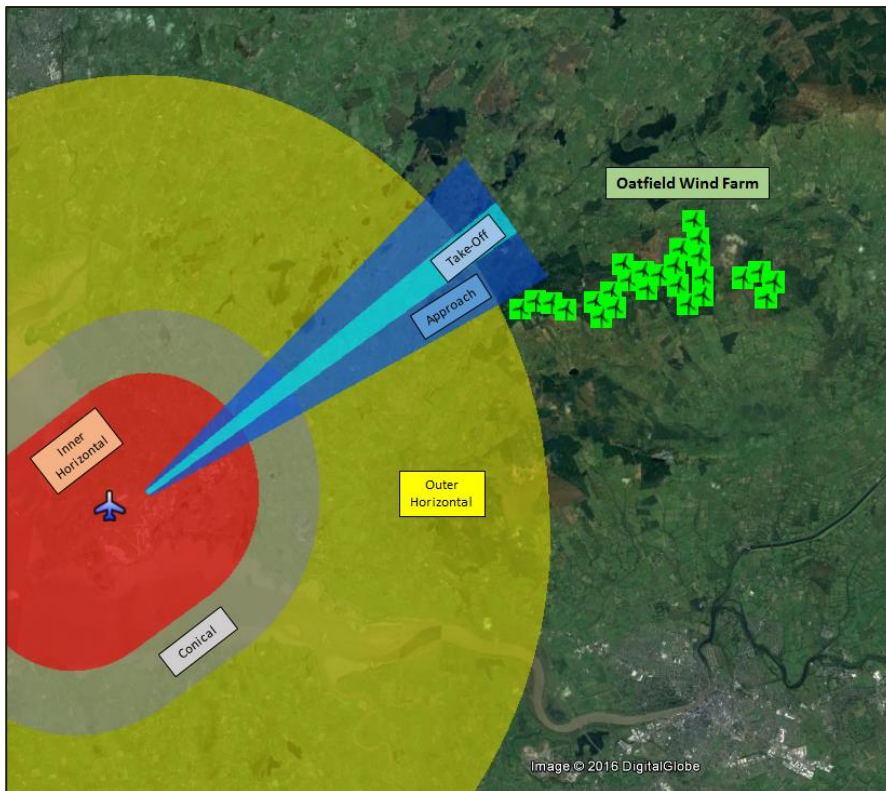 Oatfield Wind Farm
Take-Off
Approach
Inner
Horizontal
Outer
Horizontal
Conical
Image © 2016 DigitalGlobe